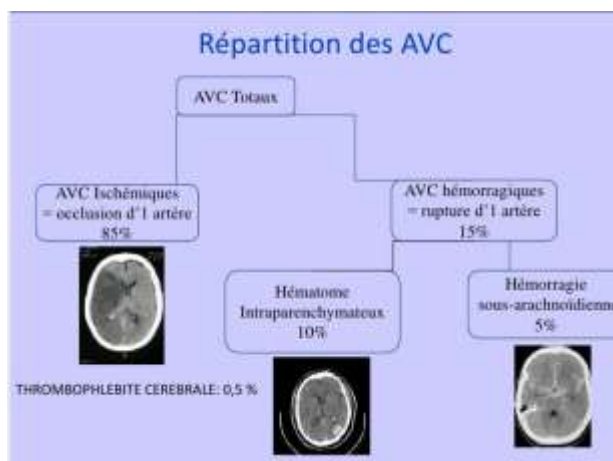 Répartition des AVC
AVC Totaux
AVC Ischémiques
= occlusion d'1 artère
85%
AVC hémorragiques
= rupture d'1 artère
15%
Hématome
Intraparenchymateux
10%
Hémorragie
sous-arachnoïdienne
5%
THROMBOPHLEBITE CEREBRALE: 0,5 %